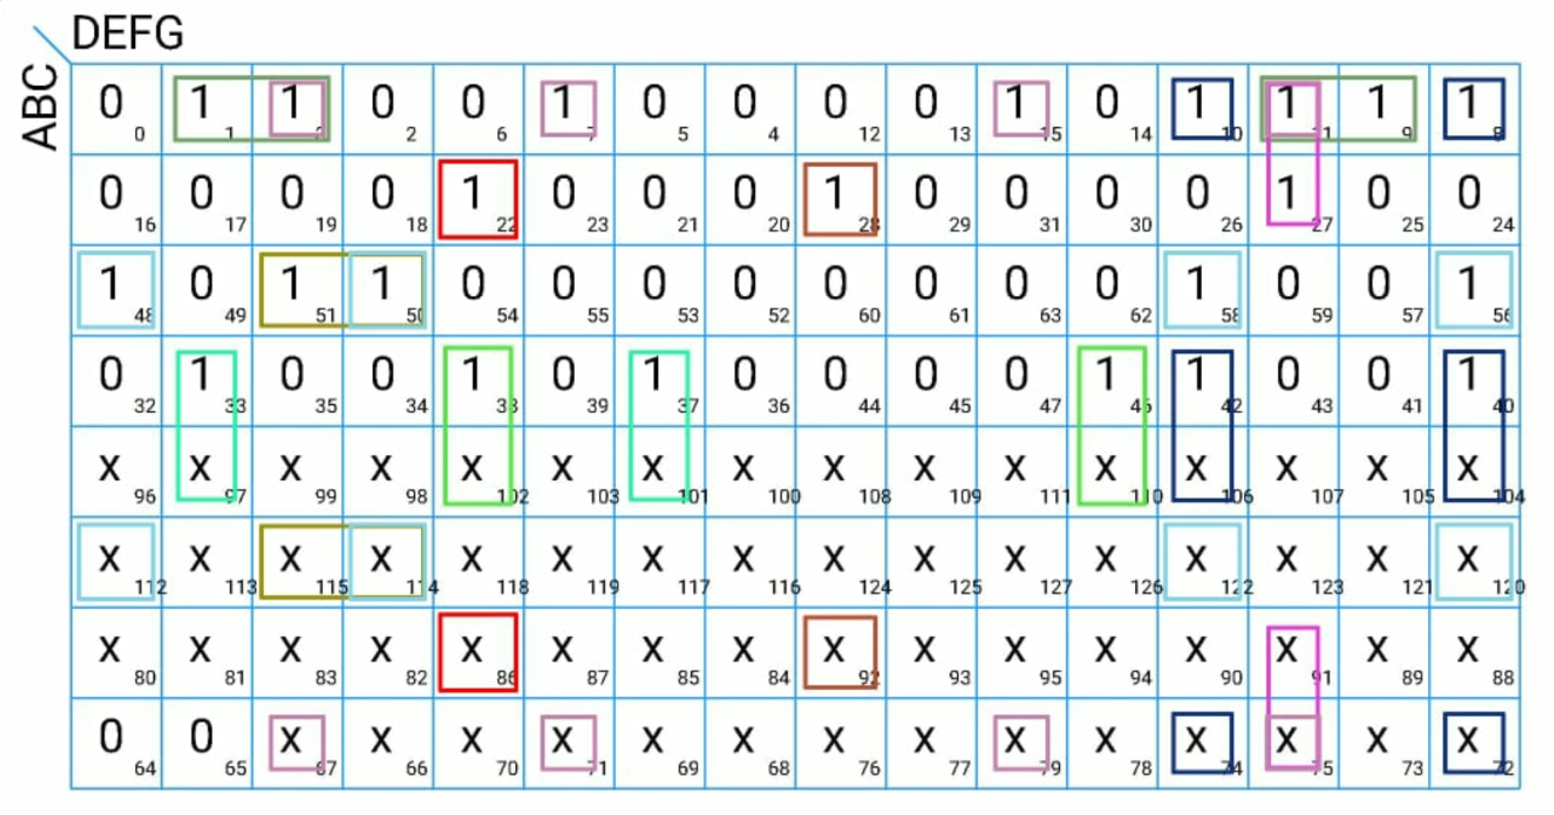 DEFG
ABC
0 1 1 0 0 1 0 0 0 0 1 0 1 1 1 1
0 1 3 2 6 7 5 4 12 13 15 14 10 11 9 8
0 0 0 0 1 0 0 0 1 0 0 0 0 1 0 0
16 17 19 18 22 23 21 20 28 29 31 30 26 27 25 24
1 0 1 1 0 0 0 0 0 0 0 0 1 0 0 1
48 49 51 50 54 55 53 52 60 61 63 62 58 59 57 56
0 1 0 0 1 0 1 0 0 0 0 1 1 0 0 1
32 33 35 34 38 39 37 36 44 45 47 46 42 43 41 40
X X X X X X X X X X X X X X X X
96 97 99 98 102 103 101 100 108 109 111 110 106 107 105 104
X X X X X X X X X X X X X X X X
112 113 115 114 118 119 117 116 124 125 127 126 122 123 121 120
X X X X X X X X X X X X X X X X
80 81 83 82 86 87 85 84 92 93 95 94 90 91 89 88
0 0 X X X X X X X X X X X X X X
64 65 67 66 70 71 69 68 76 77 79 78 74 75 73 72